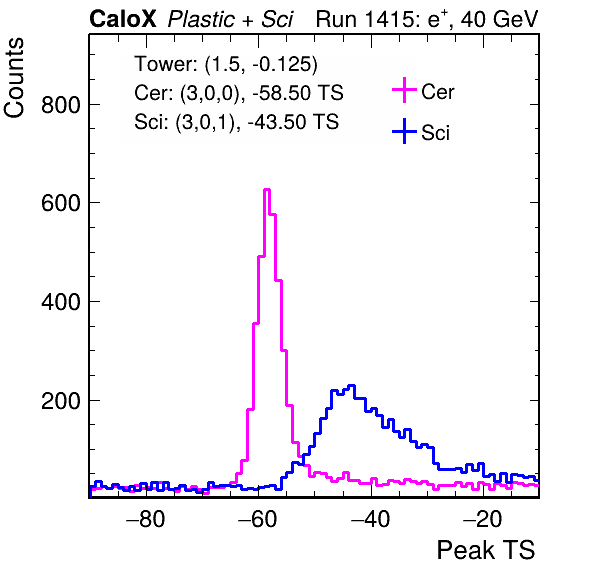 CaloX Plastic + Sci Run 1415: e+, 40 GeV
Counts
Tower: (1.5, -0.125)
Cer: (3,0,0), -58.50 TS
Sci: (3,0,1), -43.50 TS
Cer
Sci
800
600
400
200
−80 −60 −40 −20
Peak TS